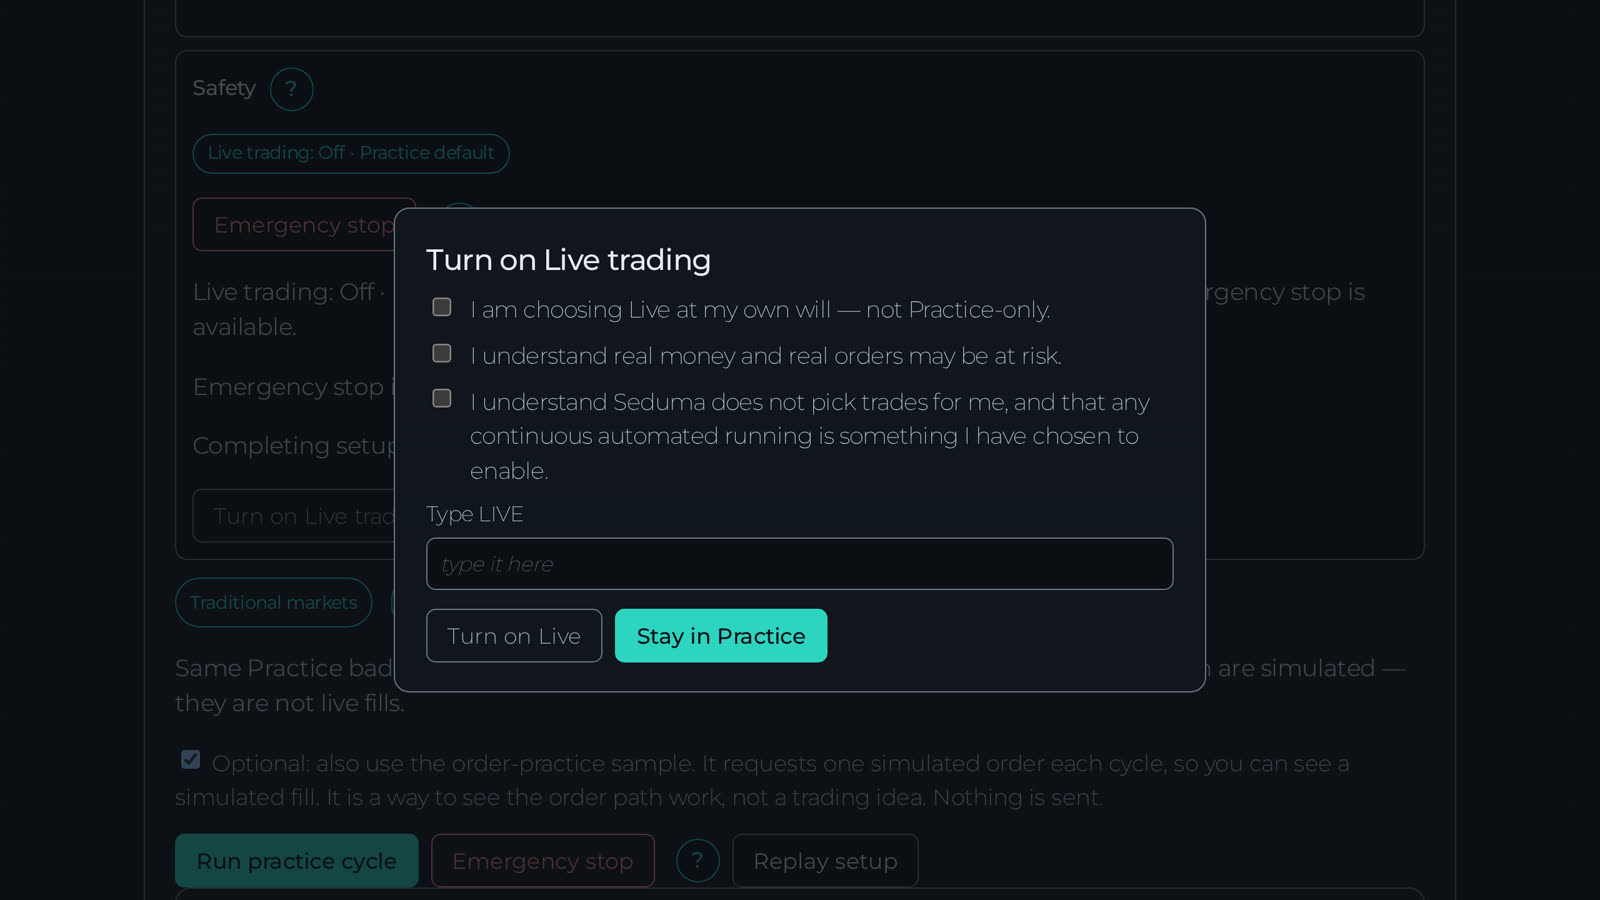 Safety ?
Live trading: Off · Practice default
Emergency stop
Live trading: Off ·
rgency stop is
available.
Emergency stop
Completing setup
Turn on Live trad
Turn on Live trading
I am choosing Live at my own will — not Practice-only.
I understand real money and real orders may be at risk.
I understand Seduma does not pick trades for me, and that any
continuous automated running is something I have chosen to
enable.
Type LIVE
type it here
Turn on Live Stay in Practice
Traditional markets
Same Practice bad
are simulated —
they are not live fills.
Optional: also use the order-practice sample. It requests one simulated order each cycle, so you can see a
simulated fill. It is a way to see the order path work, not a trading idea. Nothing is sent.
Run practice cycle Emergency stop ? Replay setup